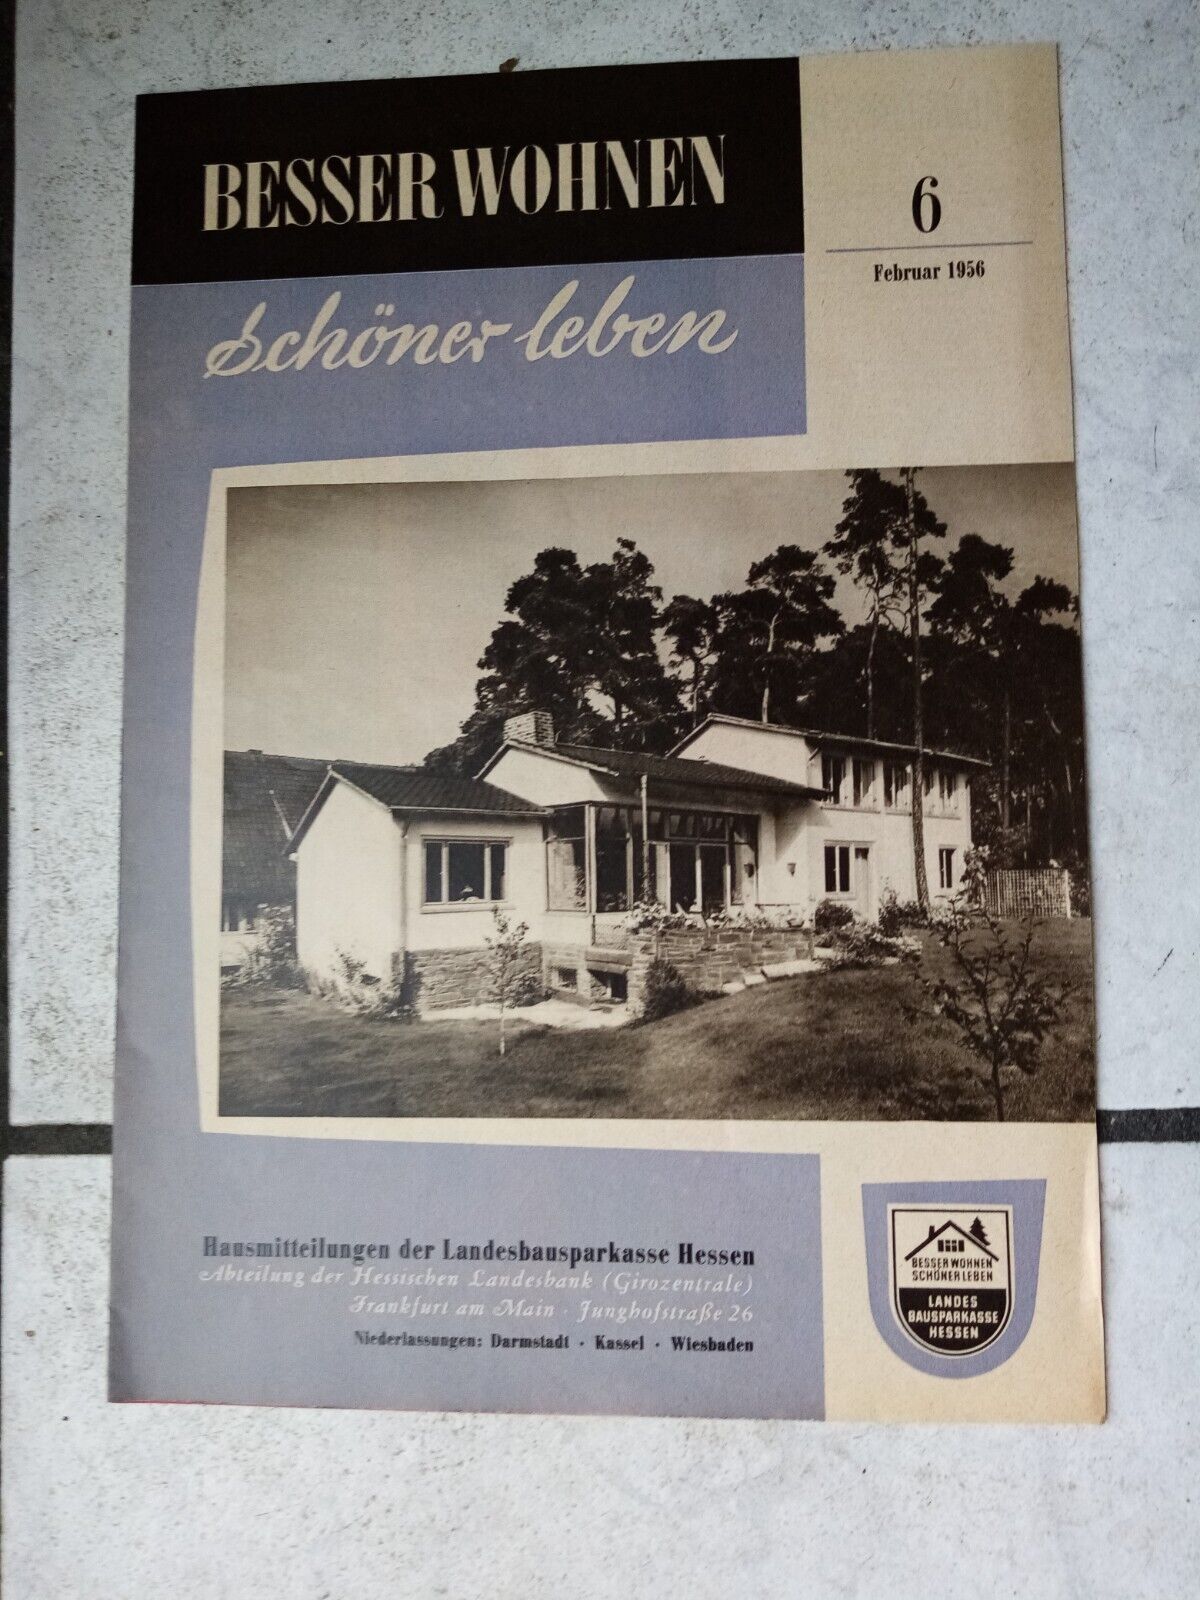 BESSER WOHNEN
Schöner leben
6
Februar 1956
Hausmitteilungen der Landesbausparkasse Hessen
Abteilung der Hessischen Landesbank (Girozentrale)
Frankfurt am Main · Junghofstraße 26
Niederlassungen: Darmstadt · Kassel · Wiesbaden
BESSER WOHNEN
SCHÖNER LEBEN
LANDES
BAUSPARKASSE
HESSEN